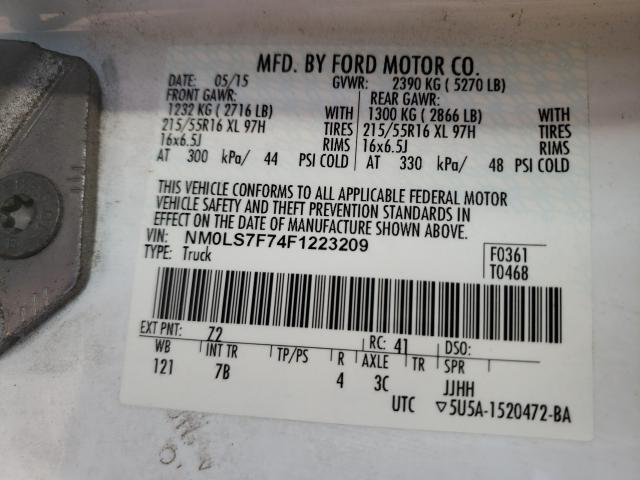 MFD. BY FORD MOTOR CO.
DATE: 05/15 GVWR: 2390 KG ( 5270 LB)
FRONT GAWR: REAR GAWR:
1232 KG ( 2716 LB) WITH 1300 KG ( 2866 LB) WITH
215/55R16 XL 97H TIRES 215/55R16 XL 97H TIRES
16x6.5J RIMS 16x6.5J RIMS
AT 300 kPa/ 44 PSI COLD AT 330 kPa/ 48 PSI COLD
THIS VEHICLE CONFORMS TO ALL APPLICABLE FEDERAL MOTOR
VEHICLE SAFETY AND THEFT PREVENTION STANDARDS IN
EFFECT ON THE DATE OF MANUFACTURE SHOWN ABOVE.
VIN: NM0LS7F74F1223209 F0361
TYPE: Truck T0468
EXT PNT: 72 RC: 41 DSO:
WB INT TR TP/PS R AXLE TR SPR
121 7B 4 3C JJHH
UTC ▽5U5A-1520472-BA